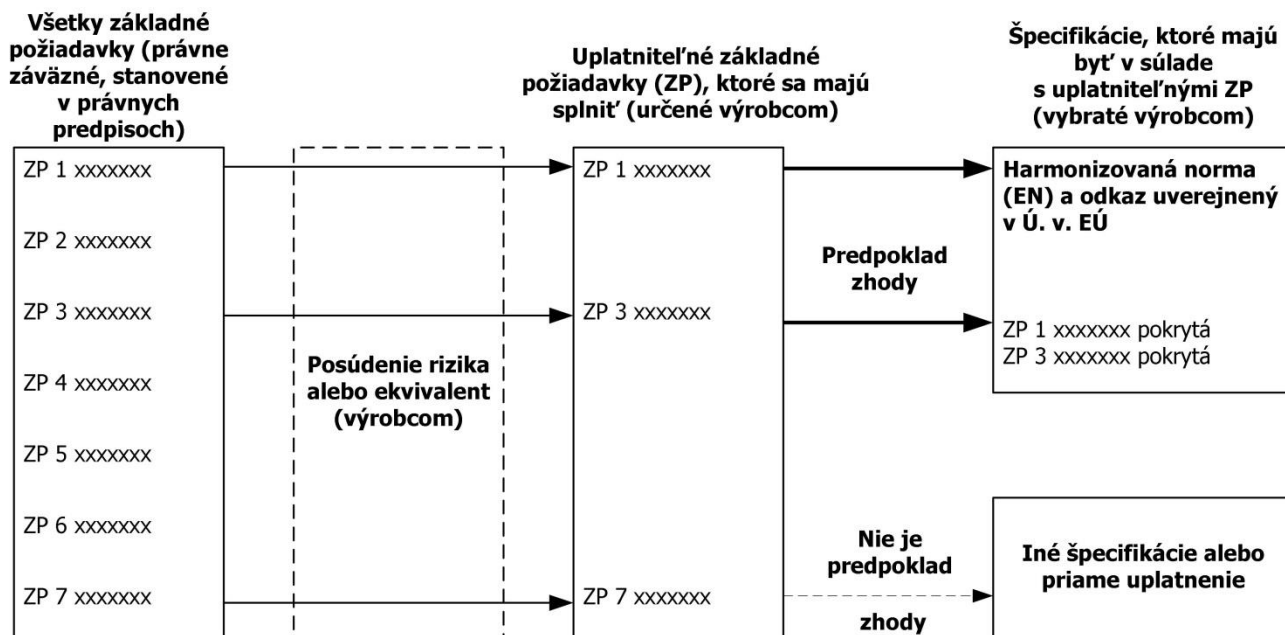 Všetky základné
požiadavky (právne
záväzné, stanovené
v právnych
predpisoch)
ZP 1 xxxxxxx
ZP 2 xxxxxxx
ZP 3 xxxxxxx
ZP 4 xxxxxxx
ZP 5 xxxxxxx
ZP 6 xxxxxxx
ZP 7 xxxxxxx
Posúdenie rizika
alebo ekvivalent
(výrobcom)
Uplatniteľné základné
požiadavky (ZP), ktoré sa majú
splniť (určené výrobcom)
ZP 1 xxxxxxx
ZP 3 xxxxxxx
ZP 7 xxxxxxx
Predpoklad
zhody
Nie je
predpoklad
zhody
Špecifikácie, ktoré majú
byť v súlade
s uplatniteľnými ZP
(vybraté výrobcom)
Harmonizovaná norma
(EN) a odkaz uverejnený
v Ú. v. EÚ
ZP 1 xxxxxxx pokrytá
ZP 3 xxxxxxx pokrytá
Iné špecifikácie alebo
priame uplatnenie